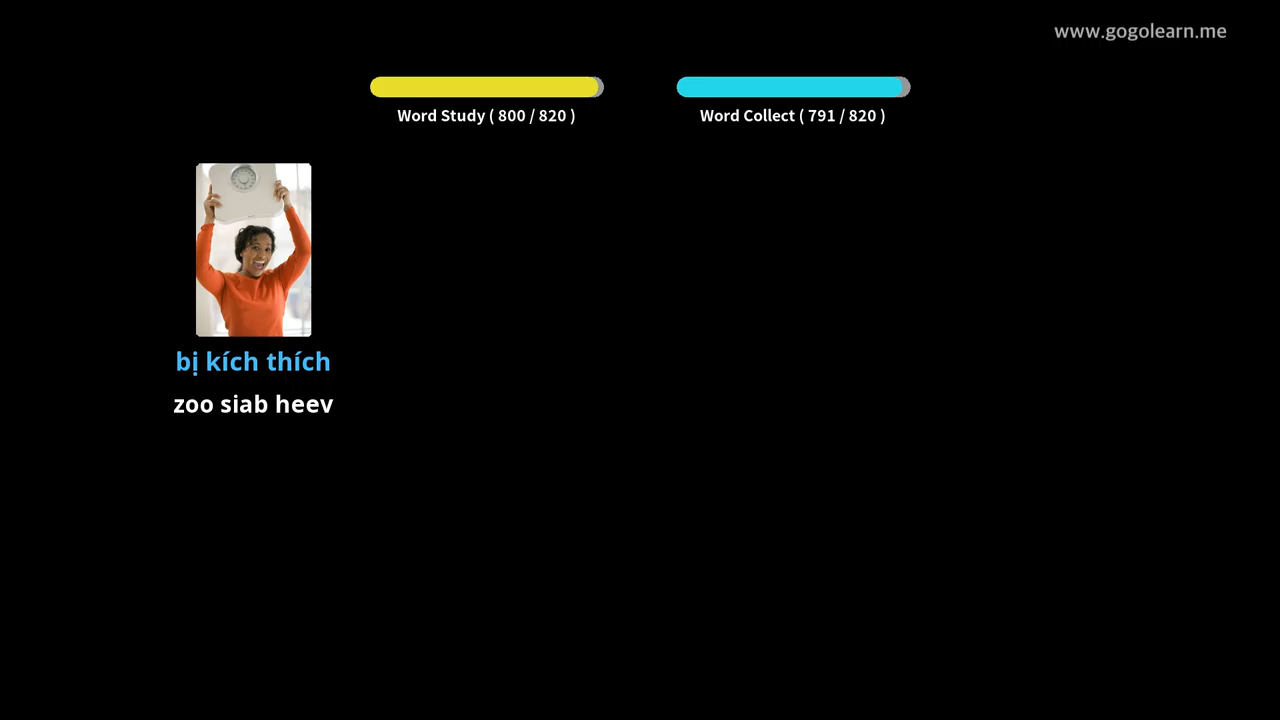 www.gogolearn.me
Word Study ( 800 / 820 )
Word Collect ( 791 / 820 )
bị kích thích
zoo siab heev